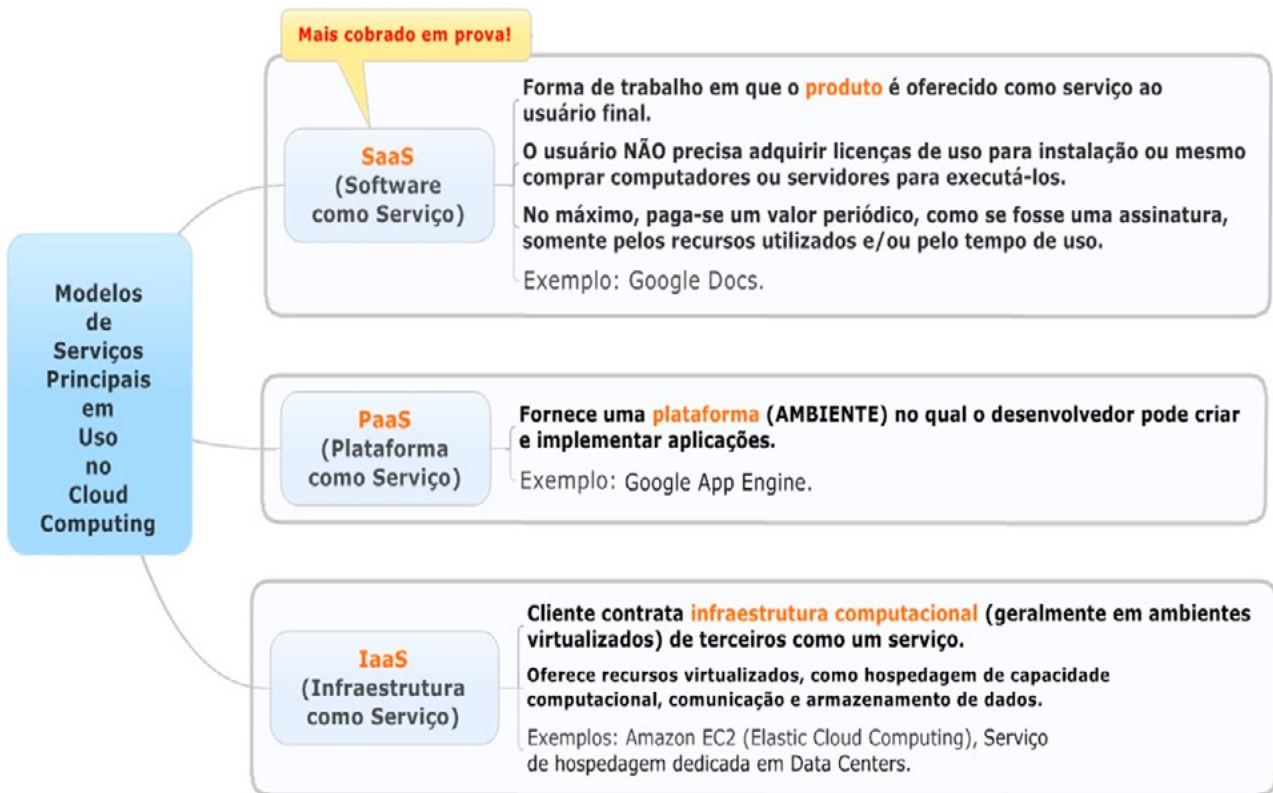 Mais cobrado em prova!
Modelos
de
Serviços
Principais
em
Uso
no
Cloud
Computing
SaaS
(Software
como Serviço)
Forma de trabalho em que o produto é oferecido como serviço ao
usuário final.
O usuário NÃO precisa adquirir licenças de uso para instalação ou mesmo
comprar computadores ou servidores para executá-los.
No máximo, paga-se um valor periódico, como se fosse uma assinatura,
somente pelos recursos utilizados e/ou pelo tempo de uso.
Exemplo: Google Docs.
PaaS
(Plataforma
como Serviço)
Fornece uma plataforma (AMBIENTE) no qual o desenvolvedor pode criar
e implementar aplicações.
Exemplo: Google App Engine.
IaaS
(Infraestrutura
como Serviço)
Cliente contrata infraestrutura computacional (geralmente em ambientes
virtualizados) de terceiros como um serviço.
Oferece recursos virtualizados, como hospedagem de capacidade
computacional, comunicação e armazenamento de dados.
Exemplos: Amazon EC2 (Elastic Cloud Computing), Serviço
de hospedagem dedicada em Data Centers.